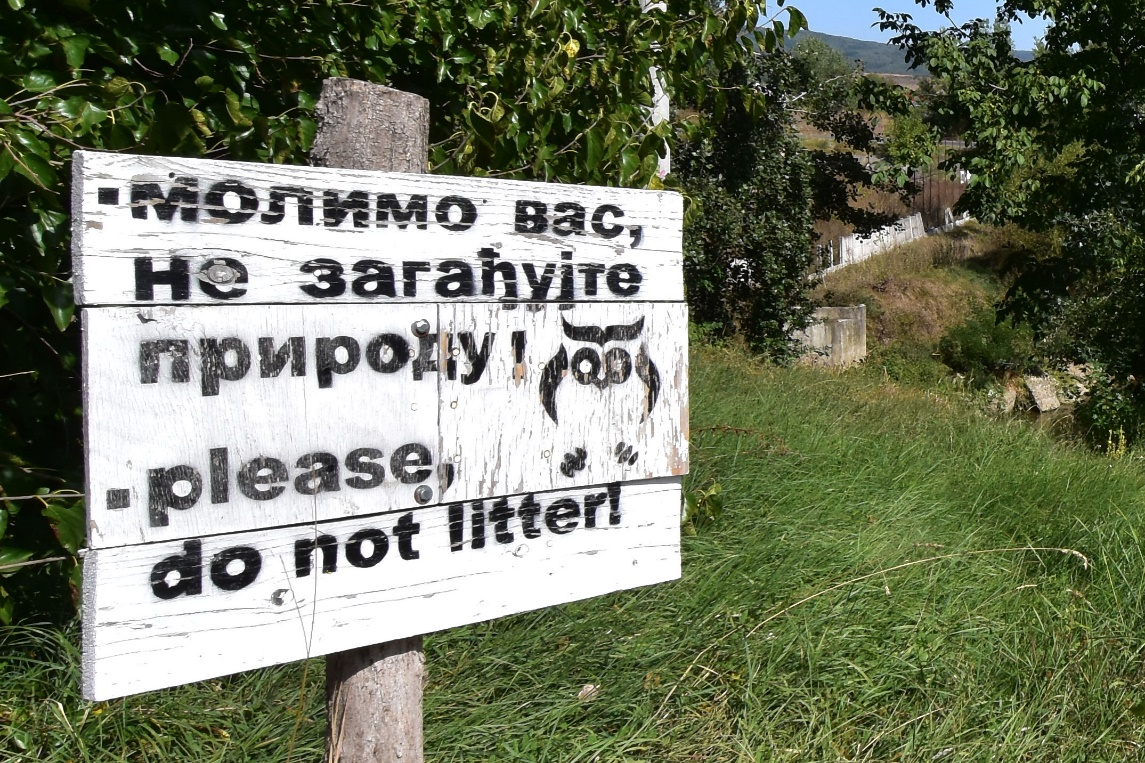 -молимо вас,
не загађујте
природу!
-please,
do not litter!